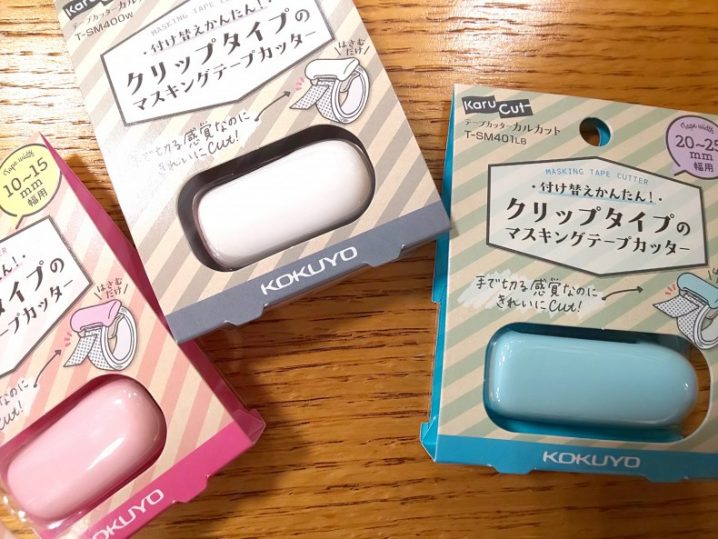 Karu Cut
テープカッター カルカット
T-SM400W
MASKING TAPE CUTTER
・付け替えかんたん!・
クリップタイプの
マスキングテープカッター
はさむだけ
手で切る感覚なのに
きれいにCut!
KOKUYO
Karu Cut
テープカッター カルカット
T-SM401LB
20~25
幅用
MASKING TAPE CUTTER
・付け替えかんたん!・
クリップタイプの
マスキングテープカッター
手で切る感覚なのに
きれいにCut!
KOKUYO
Tape width
10~15
mm
幅用
CUTTER
んたん!・
タイプの
テープカッター
はさむだけ
なのに
Cut!
KOKUYO